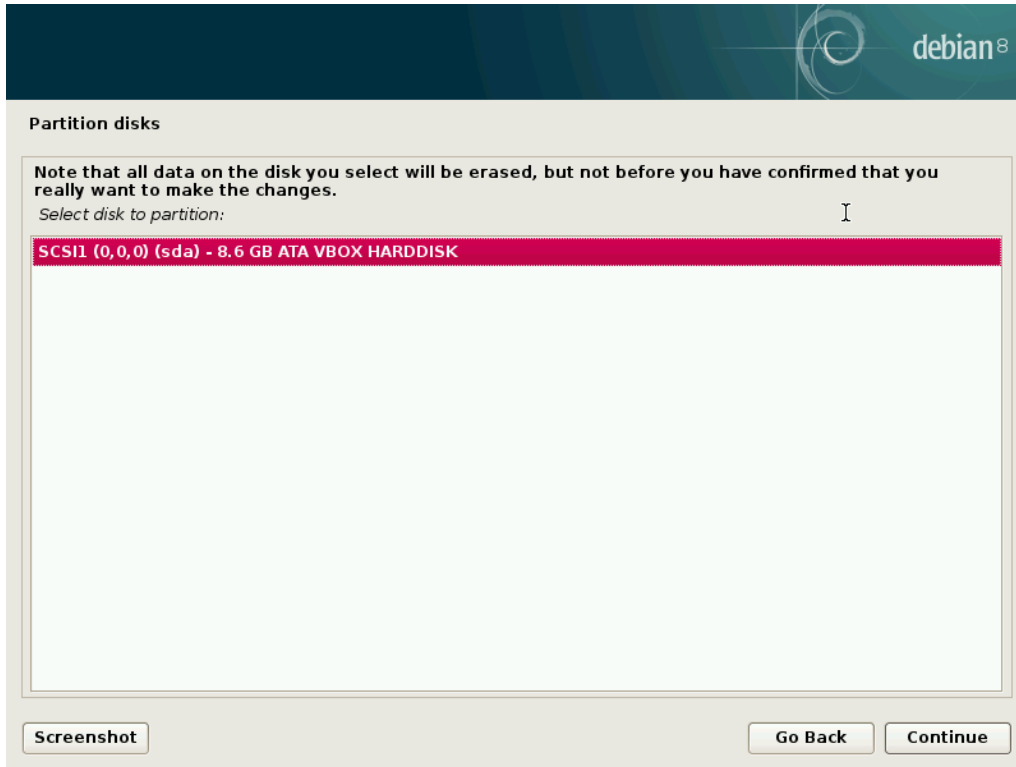 debian 8
Partition disks
Note that all data on the disk you select will be erased, but not before you have confirmed that you
really want to make the changes.
Select disk to partition:
SCSI1 (0,0,0) (sda) - 8.6 GB ATA VBOX HARDDISK
Screenshot
Go Back
Continue